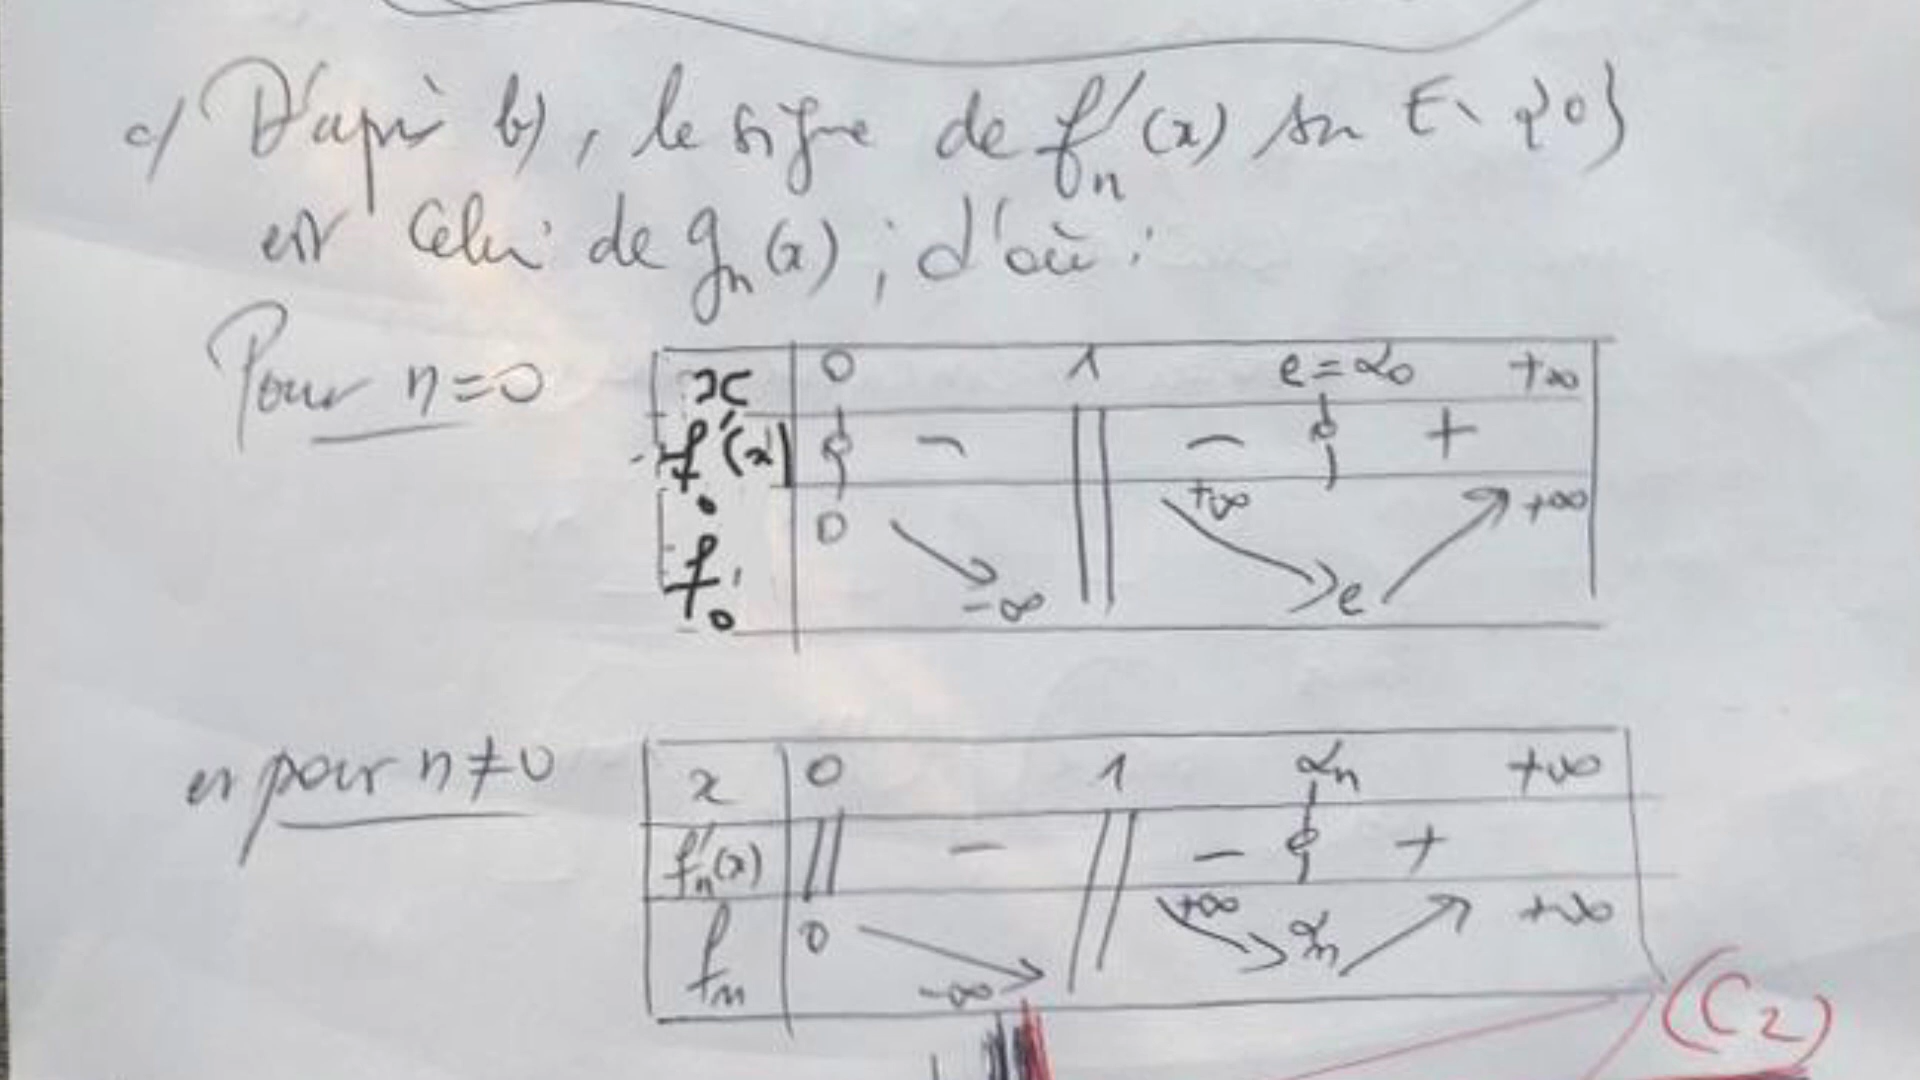 c/ D'après b), le signe de f'n(x) sur E \ {0}
est celui de gn(x) ; d'où :
Pour n=0
x 0 1 e=α0 +∞
f'0(x) 0 - || - 0 +
+∞ +∞
f0 0 -∞ e
et pour n≠0
x 0 1 αn +∞
f'n(x) || - || - 0 +
+∞ +∞
fn 0 -∞ αn
(C2)